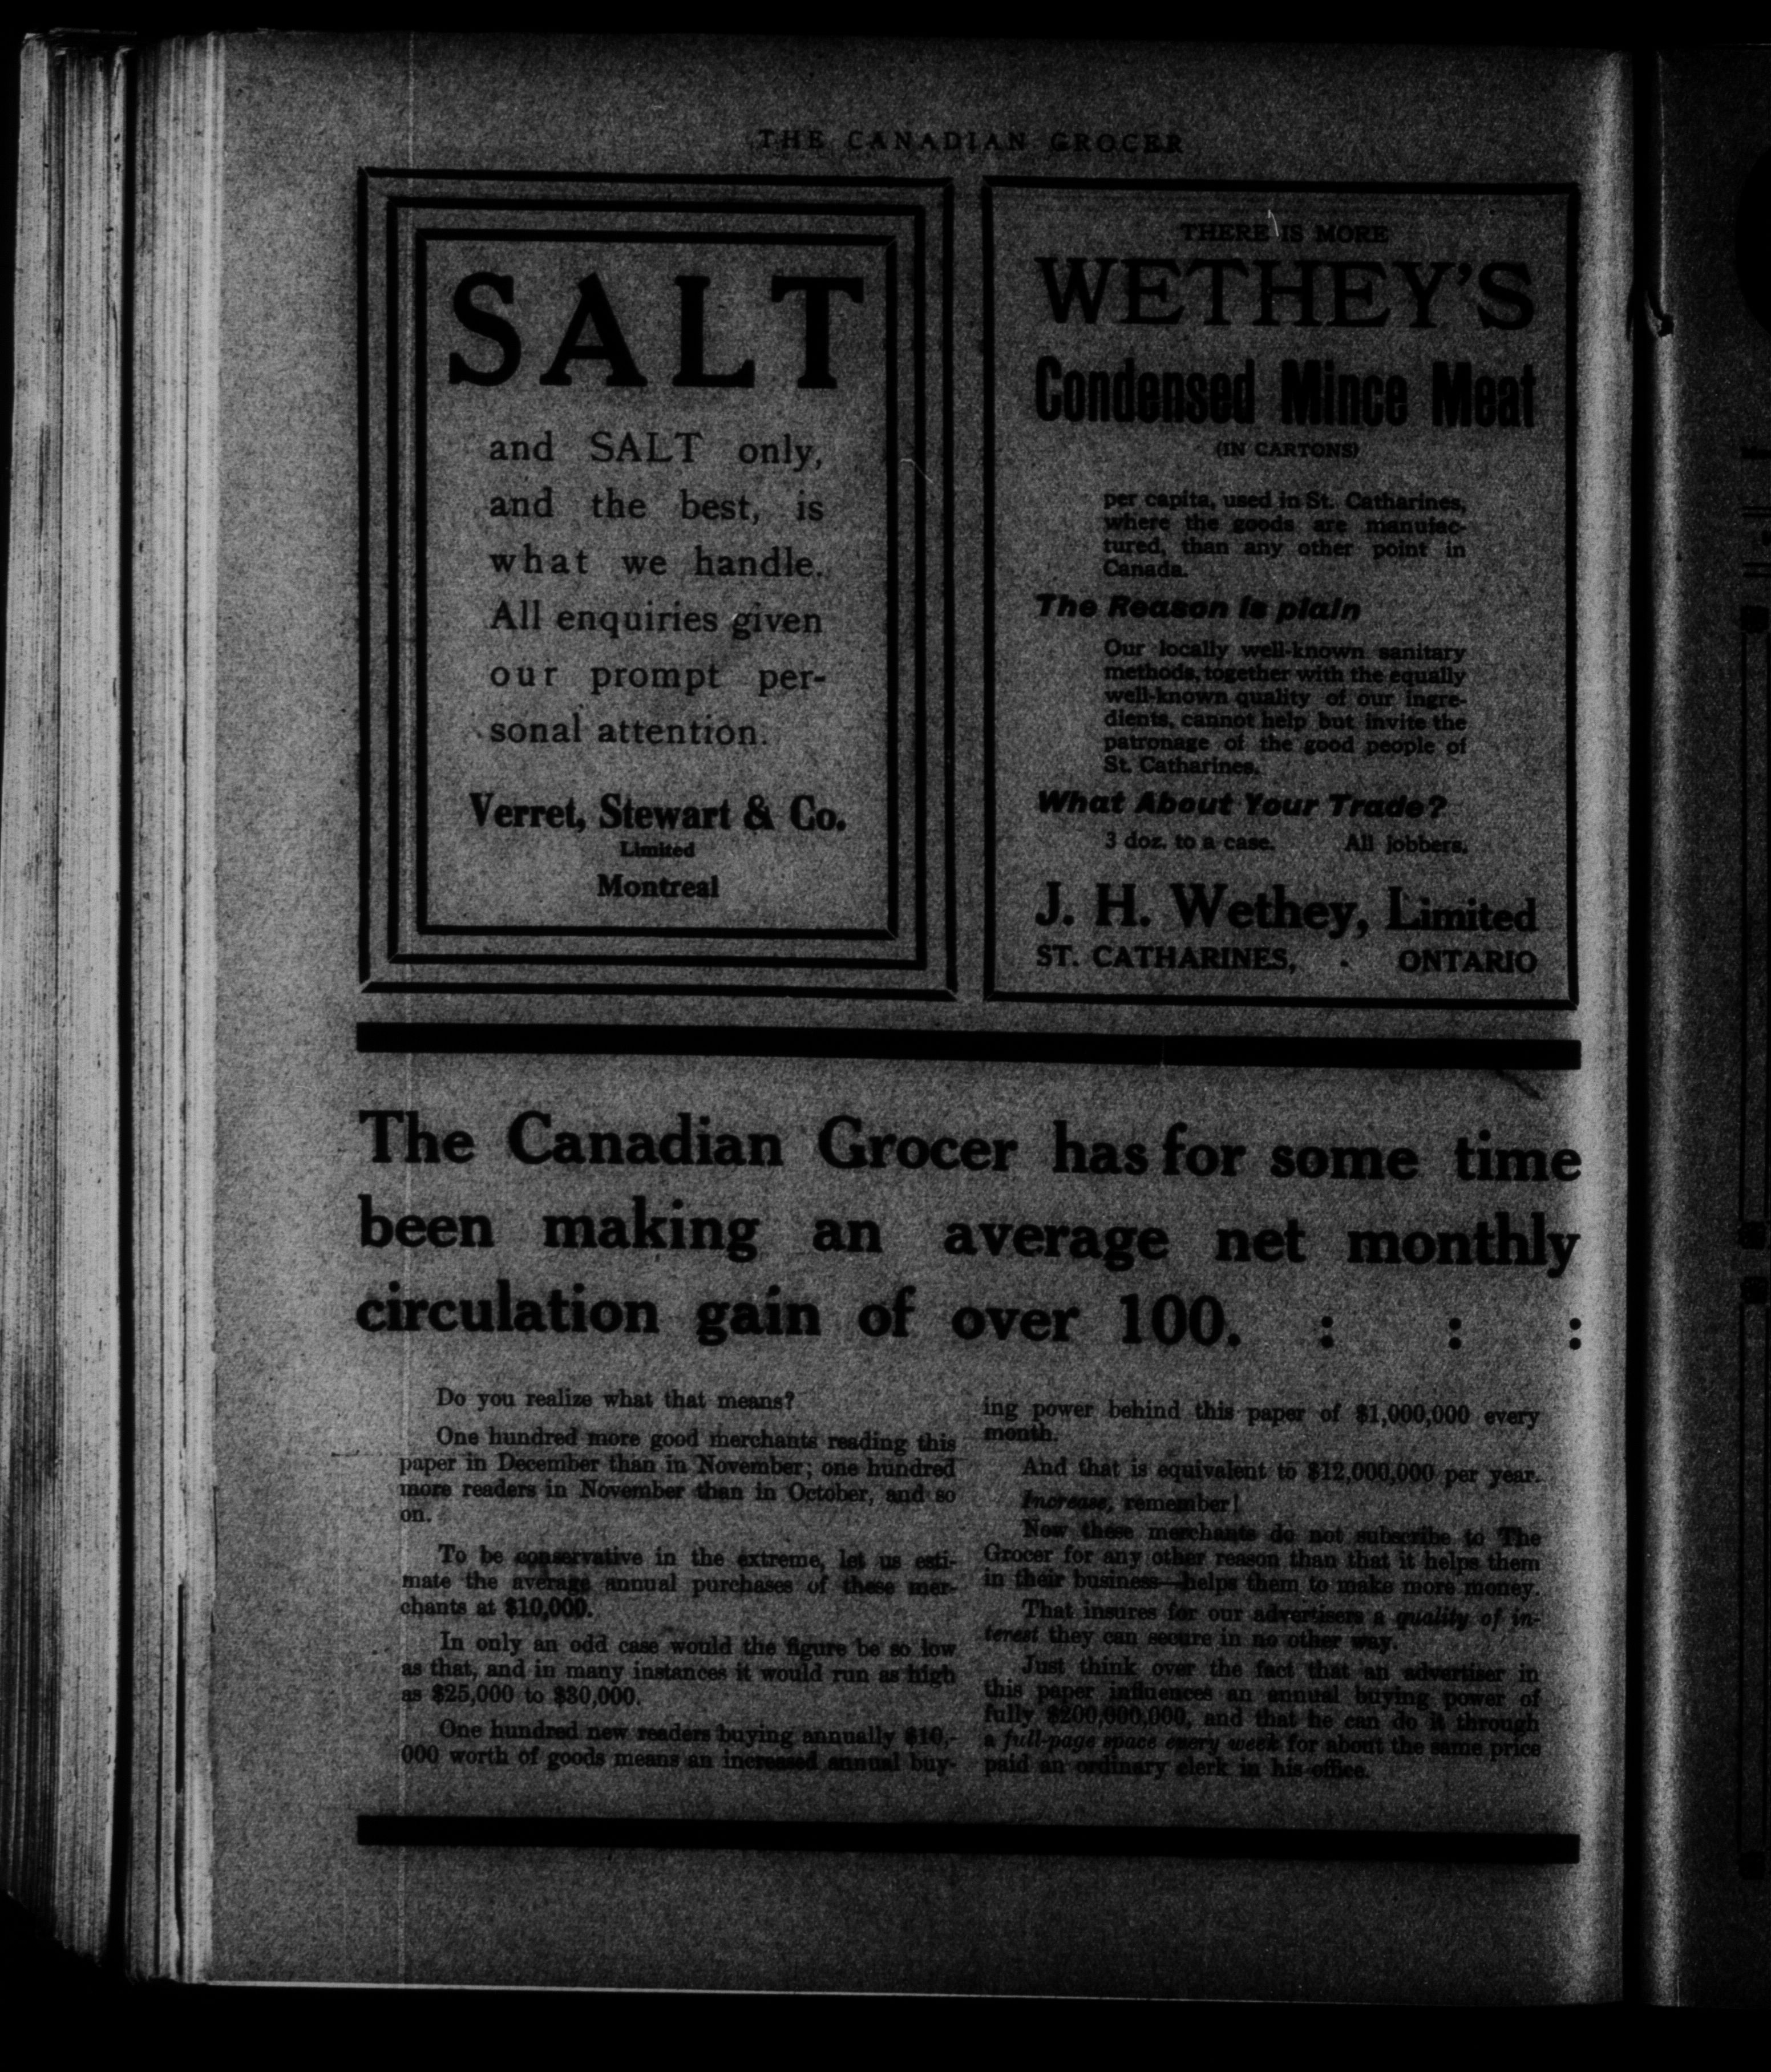 THE CANADIAN GROCER
SALT
and SALT only,
and the best, is
what we handle.
All enquiries given
our prompt per-
sonal attention.
Verret, Stewart & Co.
Limited
Montreal
THERE IS MORE
WETHEY'S
Condensed Mince Meat
(IN CARTONS)
per capita, used in St. Catharines,
where the goods are manufac-
tured, than any other point in
Canada.
The Reason is plain
Our locally well-known sanitary
methods, together with the equally
well-known quality of our ingre-
dients, cannot help but invite the
patronage of the good people of
St. Catharines.
What About Your Trade?
3 doz. to a case. All jobbers.
J. H. Wethey, Limited
ST. CATHARINES, - ONTARIO
The Canadian Grocer has for some time
been making an average net monthly
circulation gain of over 100. : : :
Do you realize what that means?
One hundred more good merchants reading this
paper in December than in November; one hundred
more readers in November than in October, and so
on.
To be conservative in the extreme, let us esti-
mate the average annual purchases of these mer-
chants at $10,000.
In only an odd case would the figure be so low
as that, and in many instances it would run as high
as $25,000 to $30,000.
One hundred new readers buying annually $10,-
000 worth of goods means an increased annual buy-
ing power behind this paper of $1,000,000 every
month.
And that is equivalent to $12,000,000 per year.
Increase, remember!
Now these merchants do not subscribe to The
Grocer for any other reason than that it helps them
in their business—helps them to make more money.
That insures for our advertisers a quality of in-
terest they can secure in no other way.
Just think over the fact that an advertiser in
this paper influences an annual buying power of
fully $200,000,000, and that he can do it through
a full-page space every week for about the same price
paid an ordinary clerk in his office.